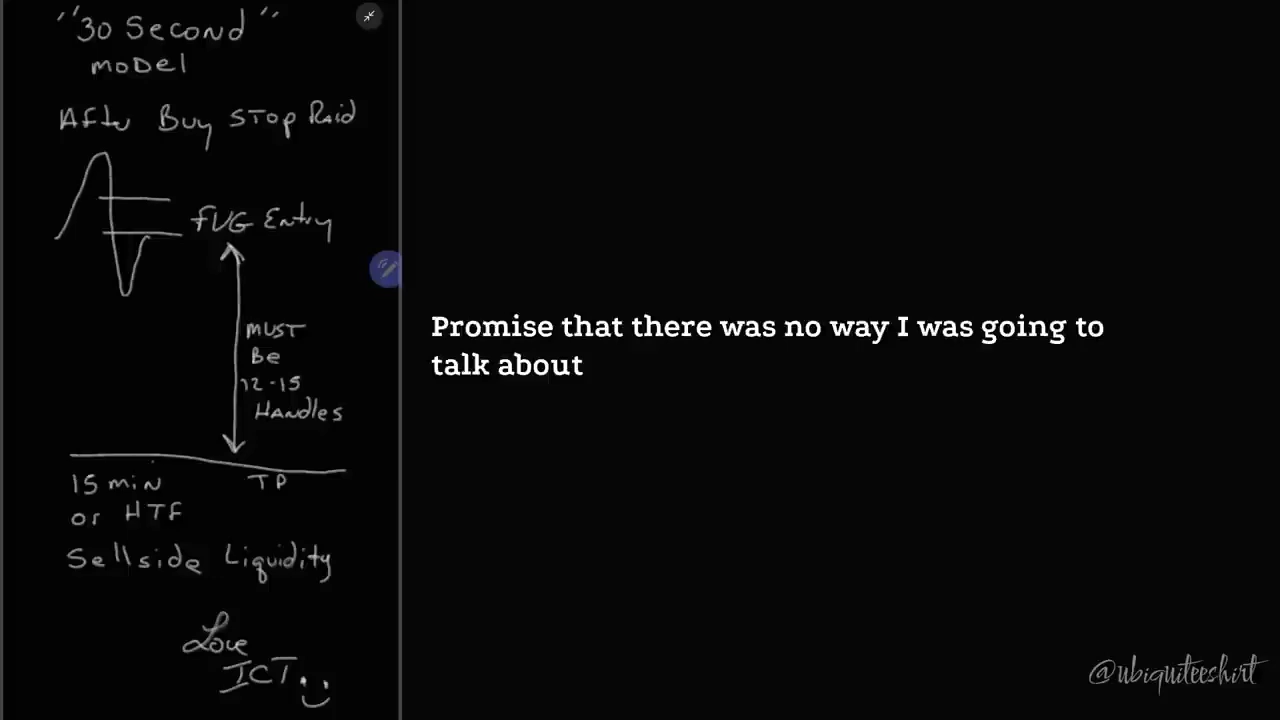 "30 Second"
moDel
After Buy STop Raid
FVG Entry
MUST
Be
12-15
HANdles
15 miN
TP
or HTF
Sellside Liquidity
Love
ICT
Promise that there was no way I was going to
talk about
@ubiquiteeshirt